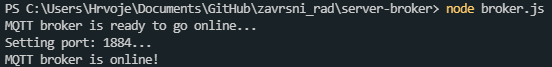 PS C:\Users\Hrvoje\Documents\GitHub\zavrsni_rad\server-broker> node broker.js
MQTT broker is ready to go online...
Setting port: 1884...
MQTT broker is online!